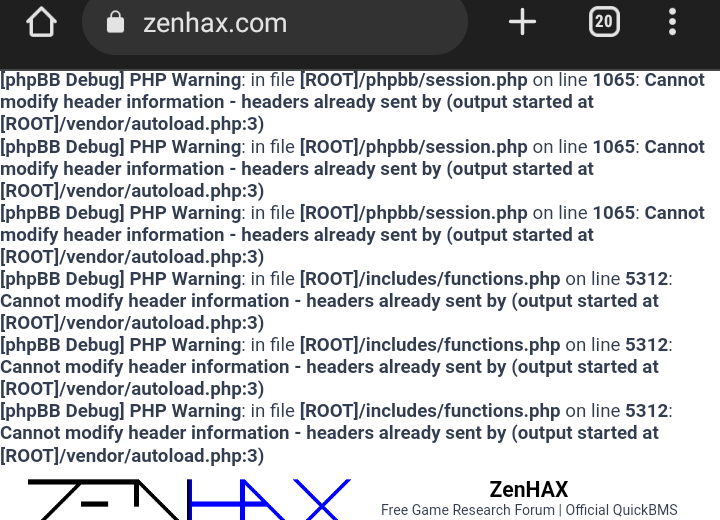 zenhax.com
20
[phpBB Debug] PHP Warning: in file [ROOT]/phpbb/session.php on line 1065: Cannot
modify header information - headers already sent by (output started at
[ROOT]/vendor/autoload.php:3)
[phpBB Debug] PHP Warning: in file [ROOT]/phpbb/session.php on line 1065: Cannot
modify header information - headers already sent by (output started at
[ROOT]/vendor/autoload.php:3)
[phpBB Debug] PHP Warning: in file [ROOT]/phpbb/session.php on line 1065: Cannot
modify header information - headers already sent by (output started at
[ROOT]/vendor/autoload.php:3)
[phpBB Debug] PHP Warning: in file [ROOT]/includes/functions.php on line 5312:
Cannot modify header information - headers already sent by (output started at
[ROOT]/vendor/autoload.php:3)
[phpBB Debug] PHP Warning: in file [ROOT]/includes/functions.php on line 5312:
Cannot modify header information - headers already sent by (output started at
[ROOT]/vendor/autoload.php:3)
[phpBB Debug] PHP Warning: in file [ROOT]/includes/functions.php on line 5312:
Cannot modify header information - headers already sent by (output started at
[ROOT]/vendor/autoload.php:3)
ZenHAX
Free Game Research Forum | Official QuickBMS